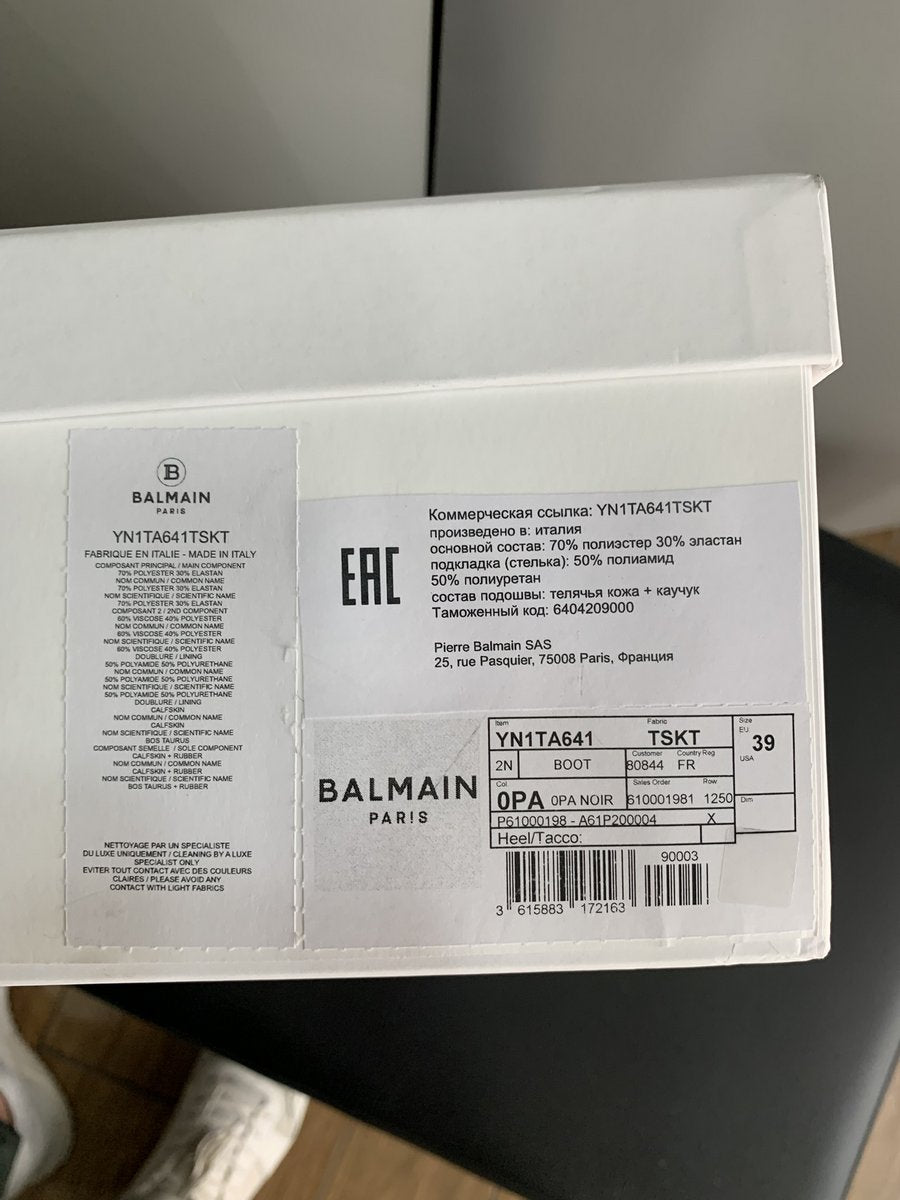 B
BALMAIN
PARIS
YN1TA641TSKT
FABRIQUE EN ITALIE - MADE IN ITALY
COMPOSANT PRINCIPAL / MAIN COMPONENT
70% POLYESTER 30% ELASTAN
NOM COMMUN / COMMON NAME
70% POLYESTER 30% ELASTAN
NOM SCIENTIFIQUE / SCIENTIFIC NAME
70% POLYESTER 30% ELASTAN
COMPOSANT 2 / 2ND COMPONENT
60% VISCOSE 40% POLYESTER
NOM COMMUN / COMMON NAME
60% VISCOSE 40% POLYESTER
NOM SCIENTIFIQUE / SCIENTIFIC NAME
60% VISCOSE 40% POLYESTER
DOUBLURE / LINING
50% POLYAMIDE 50% POLYURETHANE
NOM COMMUN / COMMON NAME
50% POLYAMIDE 50% POLYURETHANE
NOM SCIENTIFIQUE / SCIENTIFIC NAME
50% POLYAMIDE 50% POLYURETHANE
DOUBLURE / LINING
CALFSKIN
NOM COMMUN / COMMON NAME
CALFSKIN
NOM SCIENTIFIQUE / SCIENTIFIC NAME
BOS TAURUS
COMPOSANT SEMELLE / SOLE COMPONENT
CALFSKIN + RUBBER
NOM COMMUN / COMMON NAME
CALFSKIN + RUBBER
NOM SCIENTIFIQUE / SCIENTIFIC NAME
BOS TAURUS + RUBBER
NETTOYAGE PAR UN SPECIALISTE
DU LUXE UNIQUEMENT / CLEANING BY A LUXE
SPECIALIST ONLY
EVITER TOUT CONTACT AVEC DES COULEURS
CLAIRES / PLEASE AVOID ANY
CONTACT WITH LIGHT FABRICS
EAC
Коммерческая ссылка: YN1TA641TSKT
произведено в: италия
основной состав: 70% полиэстер 30% эластан
подкладка (стелька): 50% полиамид
50% полиуретан
состав подошвы: телячья кожа + каучук
Таможенный код: 6404209000
Pierre Balmain SAS
25, rue Pasquier, 75008 Paris, Франция
BALMAIN
PARIS
Item Fabric Size
YN1TA641 TSKT EU 39
USA
2N BOOT Customer 80844 Country Reg FR
Col Sales Order Row
0PA 0PA NOIR 610001981 1250 Dim
P61000198 - A61P200004 X
Heel/Tacco:
90003
3 615883 172163